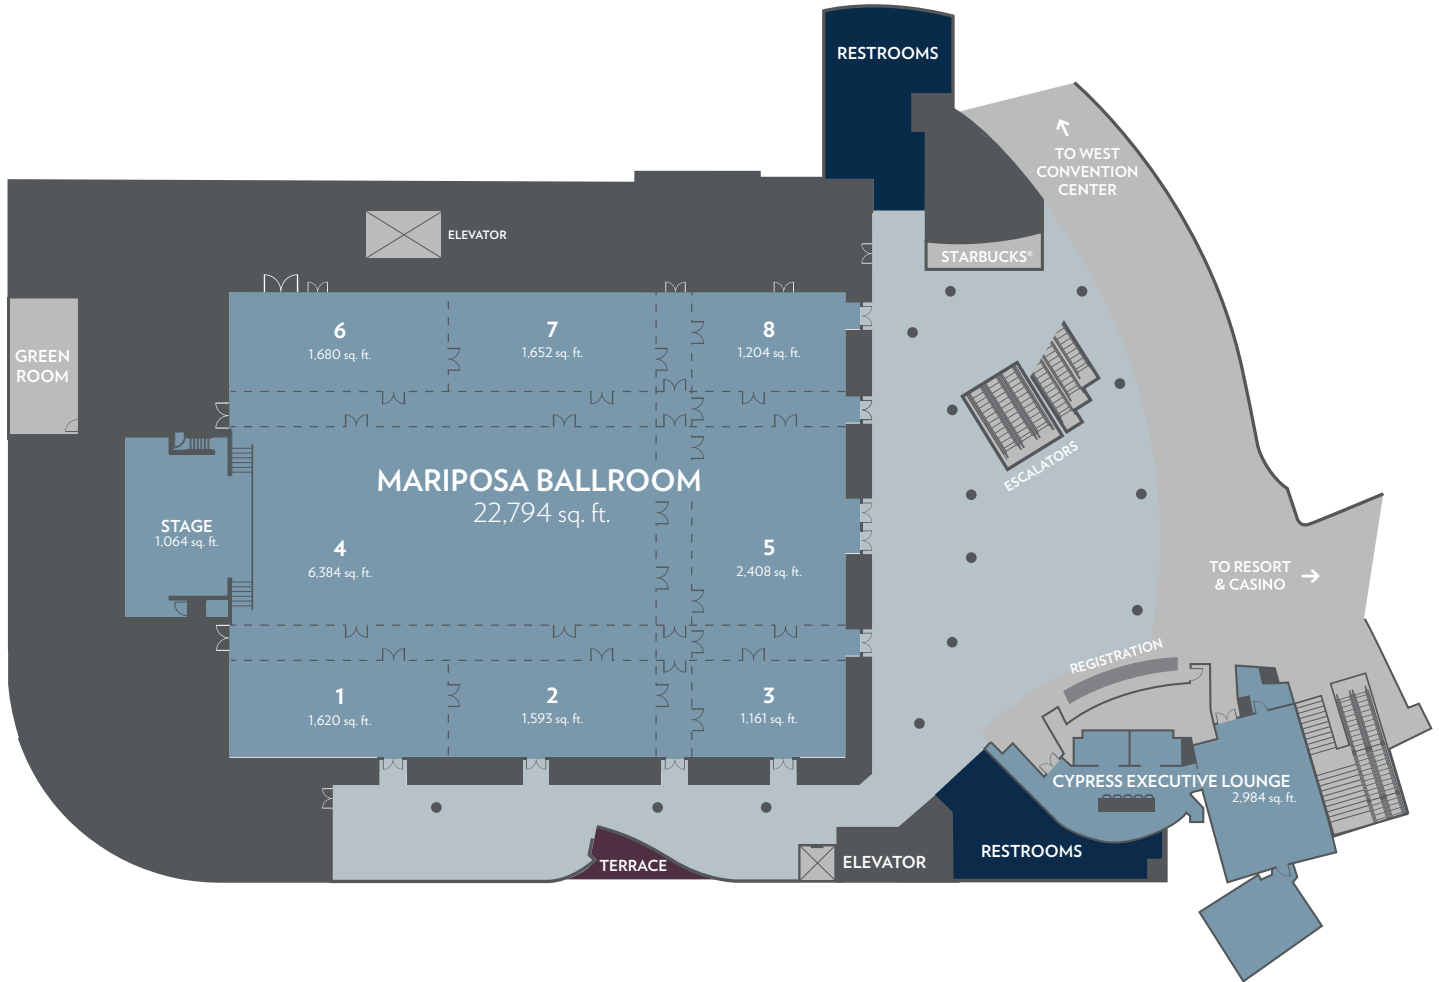 RESTROOMS
TO WEST
CONVENTION
CENTER
ELEVATOR
STARBUCKS®
6
1,680 sq. ft.
7
1,652 sq. ft.
8
1,204 sq. ft.
GREEN
ROOM
ESCALATORS
MARIPOSA BALLROOM
22,794 sq. ft.
STAGE
1,064 sq. ft.
4
6,384 sq. ft.
5
2,408 sq. ft.
TO RESORT
& CASINO
REGISTRATION
1
1,620 sq. ft.
2
1,593 sq. ft.
3
1,161 sq. ft.
CYPRESS EXECUTIVE LOUNGE
2,984 sq. ft.
TERRACE
ELEVATOR
RESTROOMS